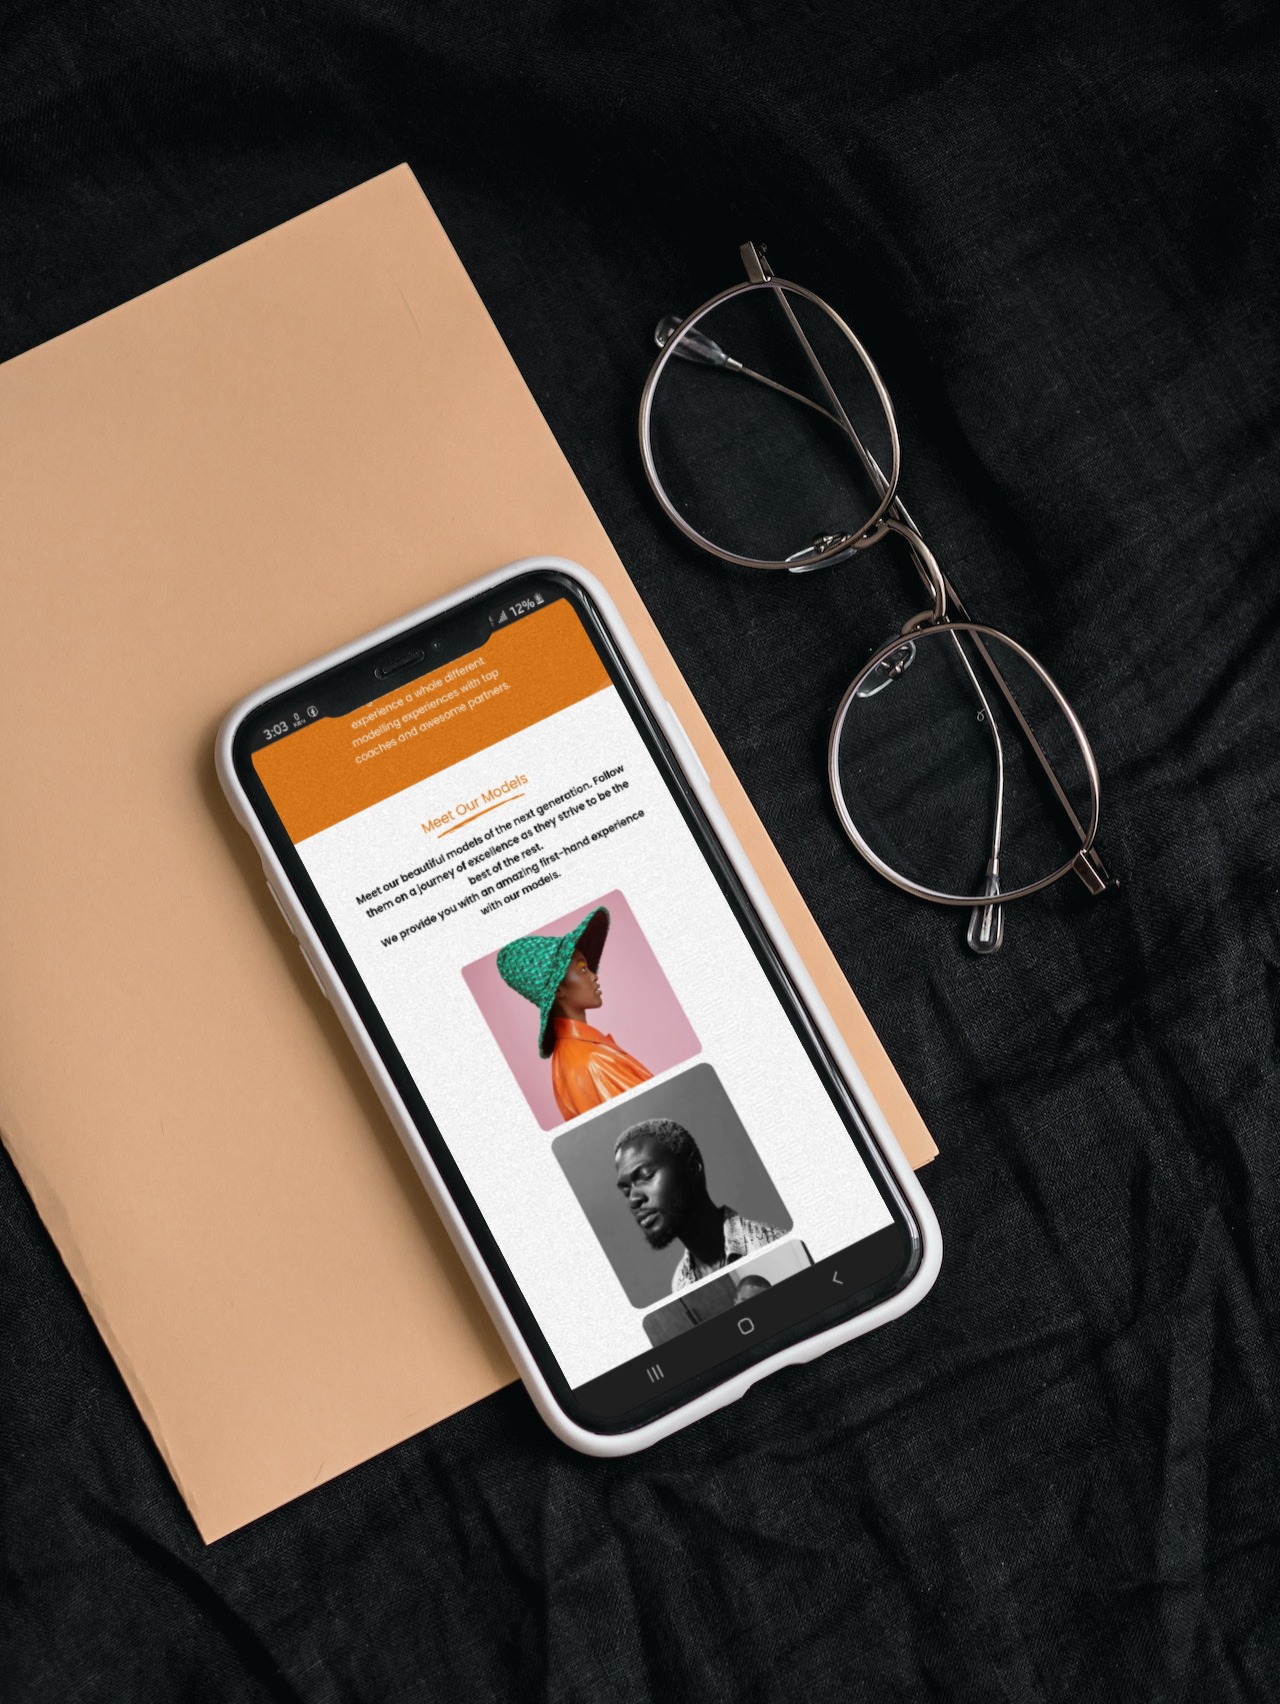 3:03
0
KB/s
12%
experience a whole different
modelling experiences with top
coaches and awesome partners.
Meet Our Models
Meet our beautiful models of the next generation. Follow
them on a journey of excellence as they strive to be the
best of the rest.
We provide you with an amazing first-hand experience
with our models.